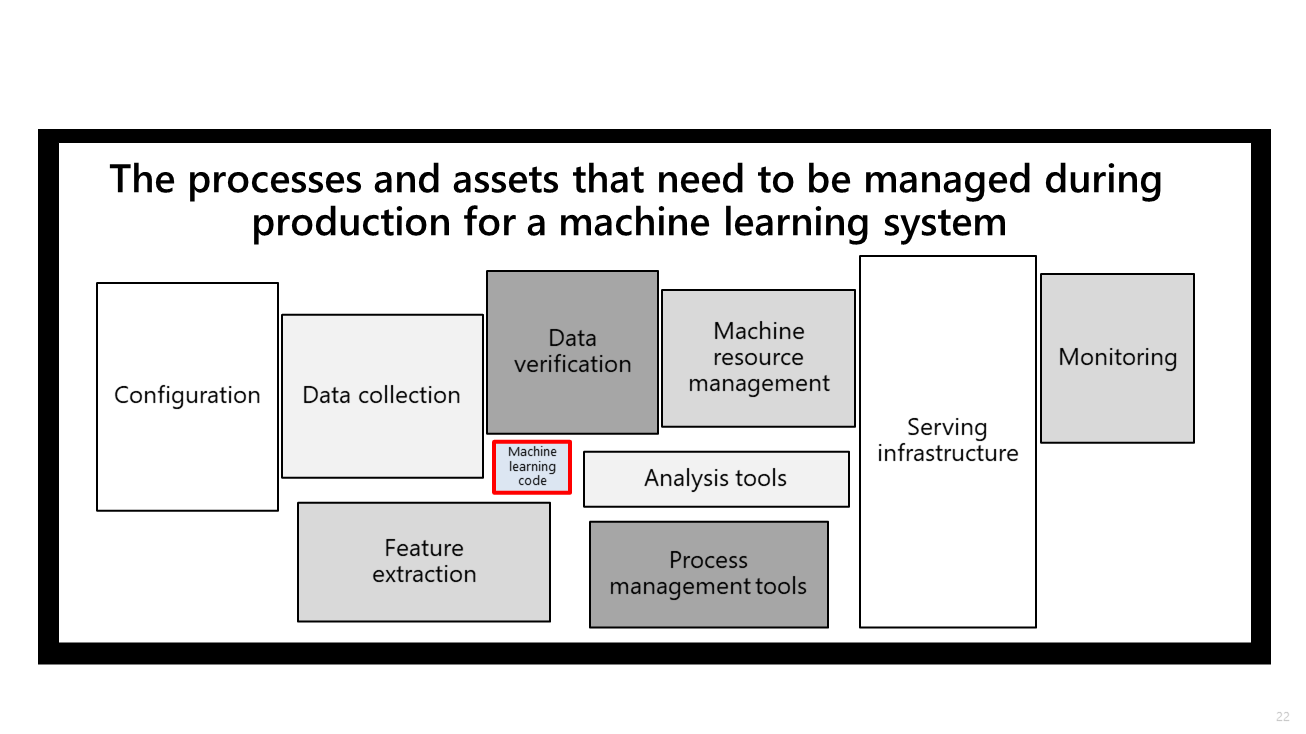 The processes and assets that need to be managed during
production for a machine learning system
Configuration
Data collection
Data
verification
Machine
resource
management
Serving
infrastructure
Monitoring
Machine
learning
code
Analysis tools
Feature
extraction
Process
management tools
22